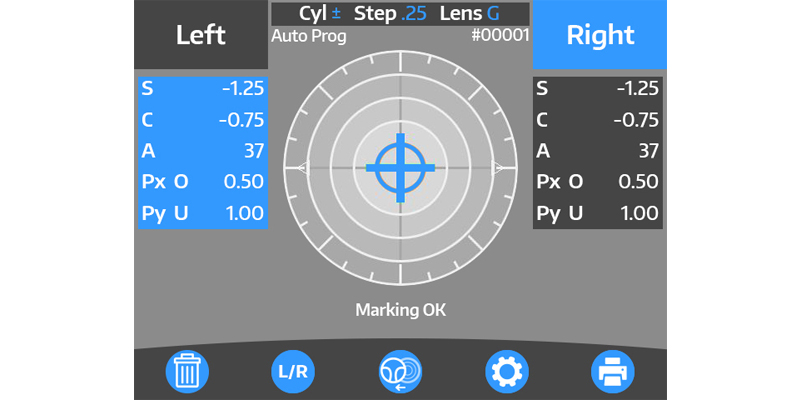 Cyl ± Step .25 Lens G
Left
Right
Auto Prog #00001
S -1.25
C -0.75
A 37
Px O 0.50
Py U 1.00
S -1.25
C -0.75
A 37
Px O 0.50
Py U 1.00
Marking OK
L/R